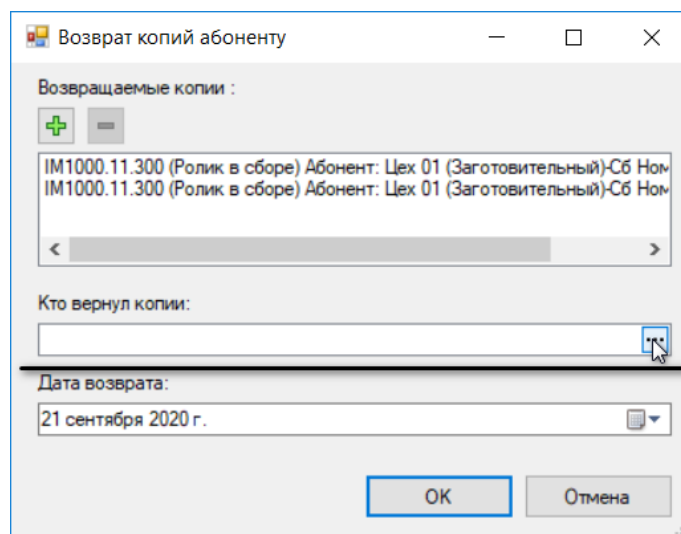 Возврат копий абоненту
Возвращаемые копии :
IM1000.11.300 (Ролик в сборе) Абонент: Цех 01 (Заготовительный)-Сб Ном
IM1000.11.300 (Ролик в сборе) Абонент: Цех 01 (Заготовительный)-Сб Ном
Кто вернул копии:
...
Дата возврата:
21 сентября 2020 г.
OK
Отмена